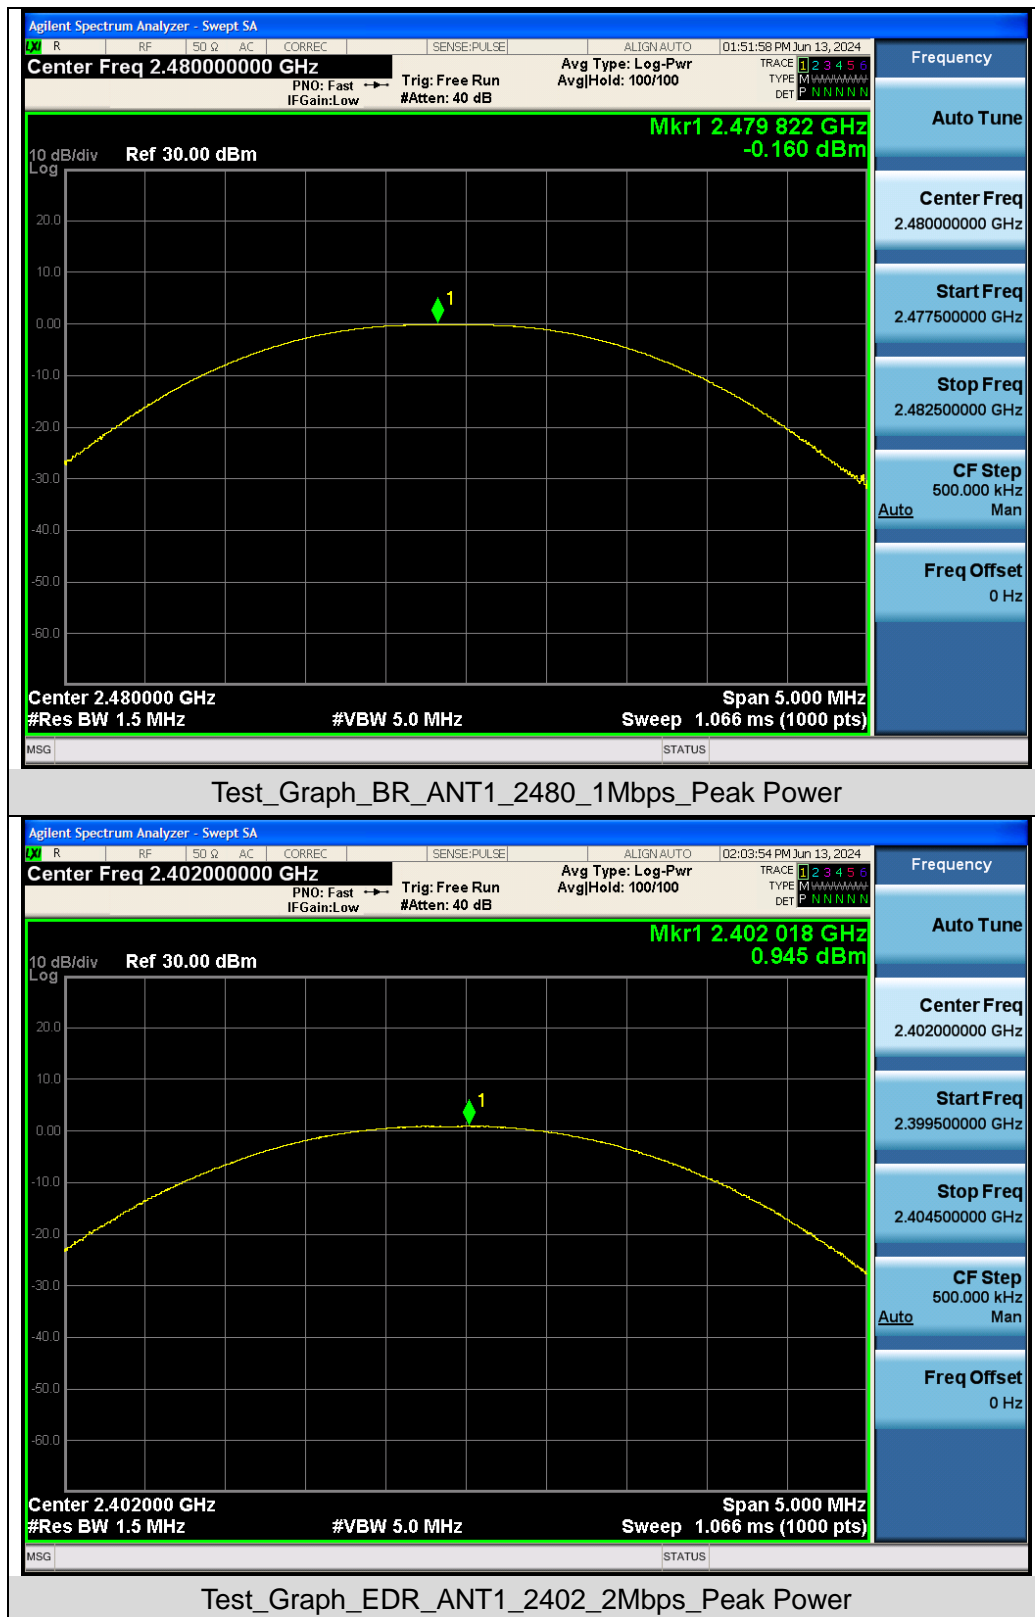 Agilent Spectrum Analyzer - Swept SA
LXI R RF 50 Ω AC CORREC SENSE:PULSE ALIGN AUTO 01:51:58 PM Jun 13, 2024
Center Freq 2.480000000 GHz
PNO: Fast
IFGain:Low
Trig: Free Run
#Atten: 40 dB
Avg Type: Log-Pwr
Avg|Hold: 100/100
TRACE 1 2 3 4 5 6
TYPE M WWWWW
DET P N N N N N
Mkr1 2.479 822 GHz
-0.160 dBm
10 dB/div Ref 30.00 dBm
Log
20.0
10.0
0.00
-10.0
-20.0
-30.0
-40.0
-50.0
-60.0
1
Center 2.480000 GHz Span 5.000 MHz
#Res BW 1.5 MHz #VBW 5.0 MHz Sweep 1.066 ms (1000 pts)
MSG STATUS
Frequency
Auto Tune
Center Freq
2.480000000 GHz
Start Freq
2.477500000 GHz
Stop Freq
2.482500000 GHz
CF Step
500.000 kHz
Auto Man
Freq Offset
0 Hz
Test_Graph_BR_ANT1_2480_1Mbps_Peak Power
Agilent Spectrum Analyzer - Swept SA
LXI R RF 50 Ω AC CORREC SENSE:PULSE ALIGN AUTO 02:03:54 PM Jun 13, 2024
Center Freq 2.402000000 GHz
PNO: Fast
IFGain:Low
Trig: Free Run
#Atten: 40 dB
Avg Type: Log-Pwr
Avg|Hold: 100/100
TRACE 1 2 3 4 5 6
TYPE M WWWWW
DET P N N N N N
Mkr1 2.402 018 GHz
0.945 dBm
10 dB/div Ref 30.00 dBm
Log
20.0
10.0
0.00
-10.0
-20.0
-30.0
-40.0
-50.0
-60.0
1
Center 2.402000 GHz Span 5.000 MHz
#Res BW 1.5 MHz #VBW 5.0 MHz Sweep 1.066 ms (1000 pts)
MSG STATUS
Frequency
Auto Tune
Center Freq
2.402000000 GHz
Start Freq
2.399500000 GHz
Stop Freq
2.404500000 GHz
CF Step
500.000 kHz
Auto Man
Freq Offset
0 Hz
Test_Graph_EDR_ANT1_2402_2Mbps_Peak Power